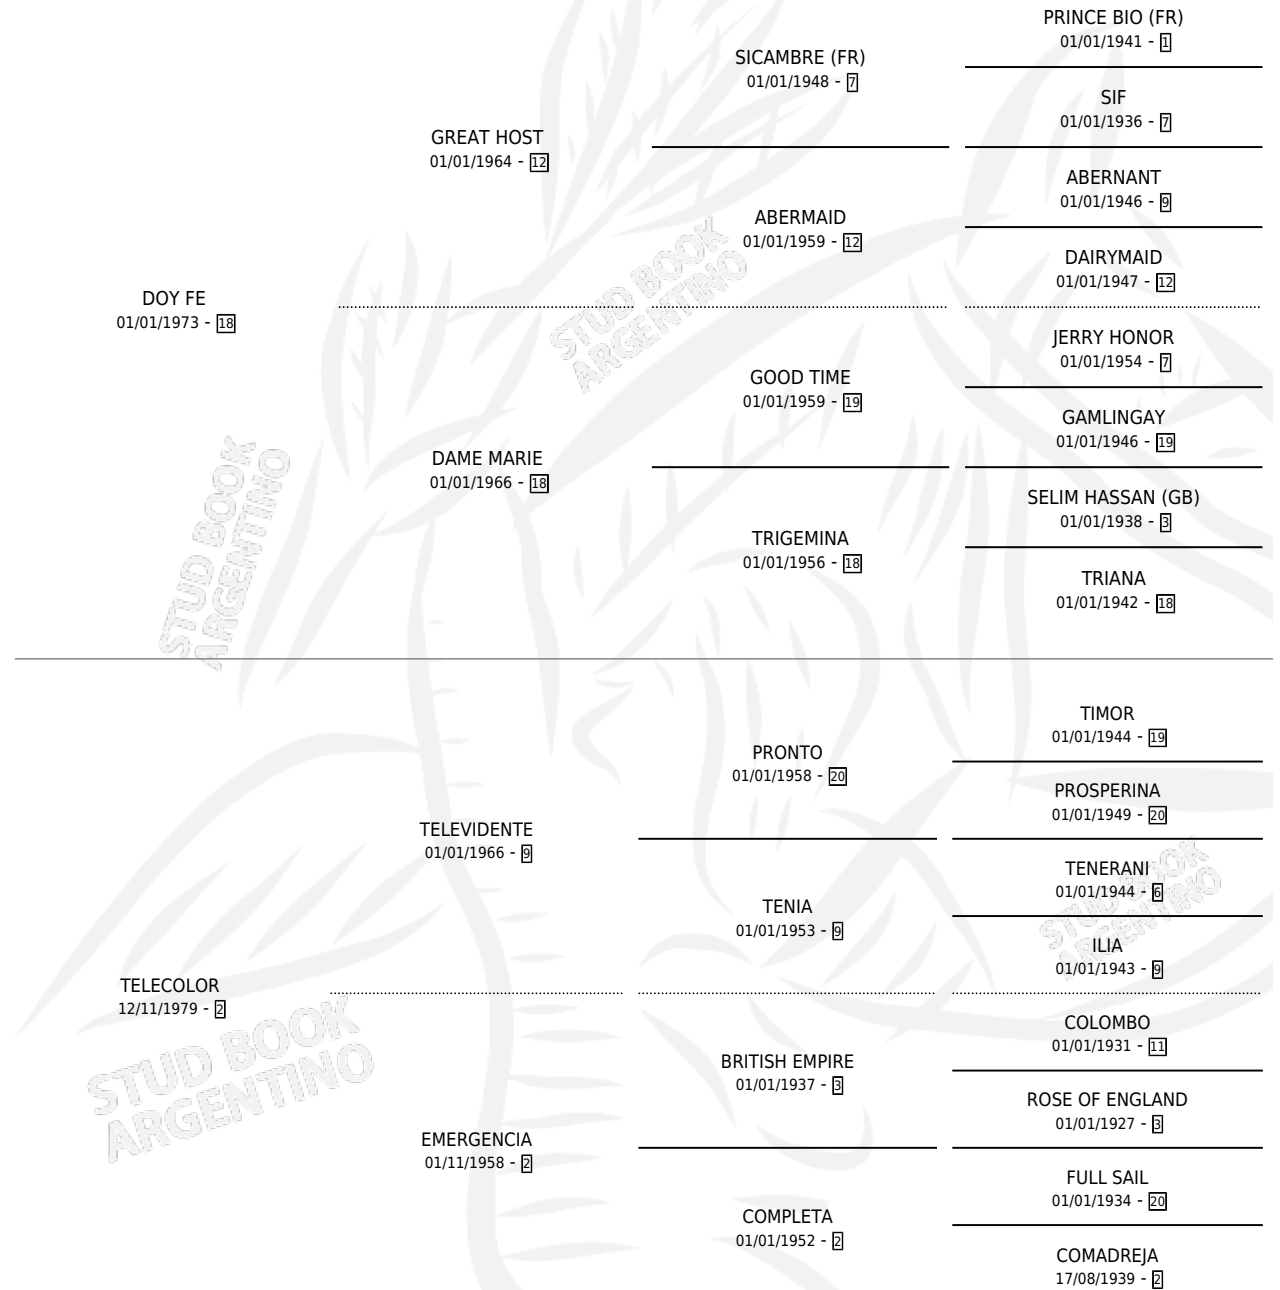 PRINCE BIO (FR)
01/01/1941 - 1
SICAMBRE (FR)
01/01/1948 - 7
SIF
01/01/1936 - 7
GREAT HOST
01/01/1964 - 12
ABERNANT
01/01/1946 - 9
ABERMAID
01/01/1959 - 12
DAIRYMAID
01/01/1947 - 12
DOY FE
01/01/1973 - 18
JERRY HONOR
01/01/1954 - 7
GOOD TIME
01/01/1959 - 19
GAMLINGAY
01/01/1946 - 19
DAME MARIE
01/01/1966 - 18
SELIM HASSAN (GB)
01/01/1938 - 3
TRIGEMINA
01/01/1956 - 18
TRIANA
01/01/1942 - 18
TIMOR
01/01/1944 - 19
PRONTO
01/01/1958 - 20
PROSPERINA
01/01/1949 - 20
TELEVIDENTE
01/01/1966 - 9
TENERANI
01/01/1944 - 6
TENIA
01/01/1953 - 9
ILIA
01/01/1943 - 9
TELECOLOR
12/11/1979 - 2
COLOMBO
01/01/1931 - 11
BRITISH EMPIRE
01/01/1937 - 3
ROSE OF ENGLAND
01/01/1927 - 3
EMERGENCIA
01/11/1958 - 2
FULL SAIL
01/01/1934 - 20
COMPLETA
01/01/1952 - 2
COMADREJA
17/08/1939 - 2
STUD BOOK
ARGENTINO
STUD BOOK
ARGENTINO
STUD BOOK
ARGENTINO
STUD BOOK
ARGENTINO